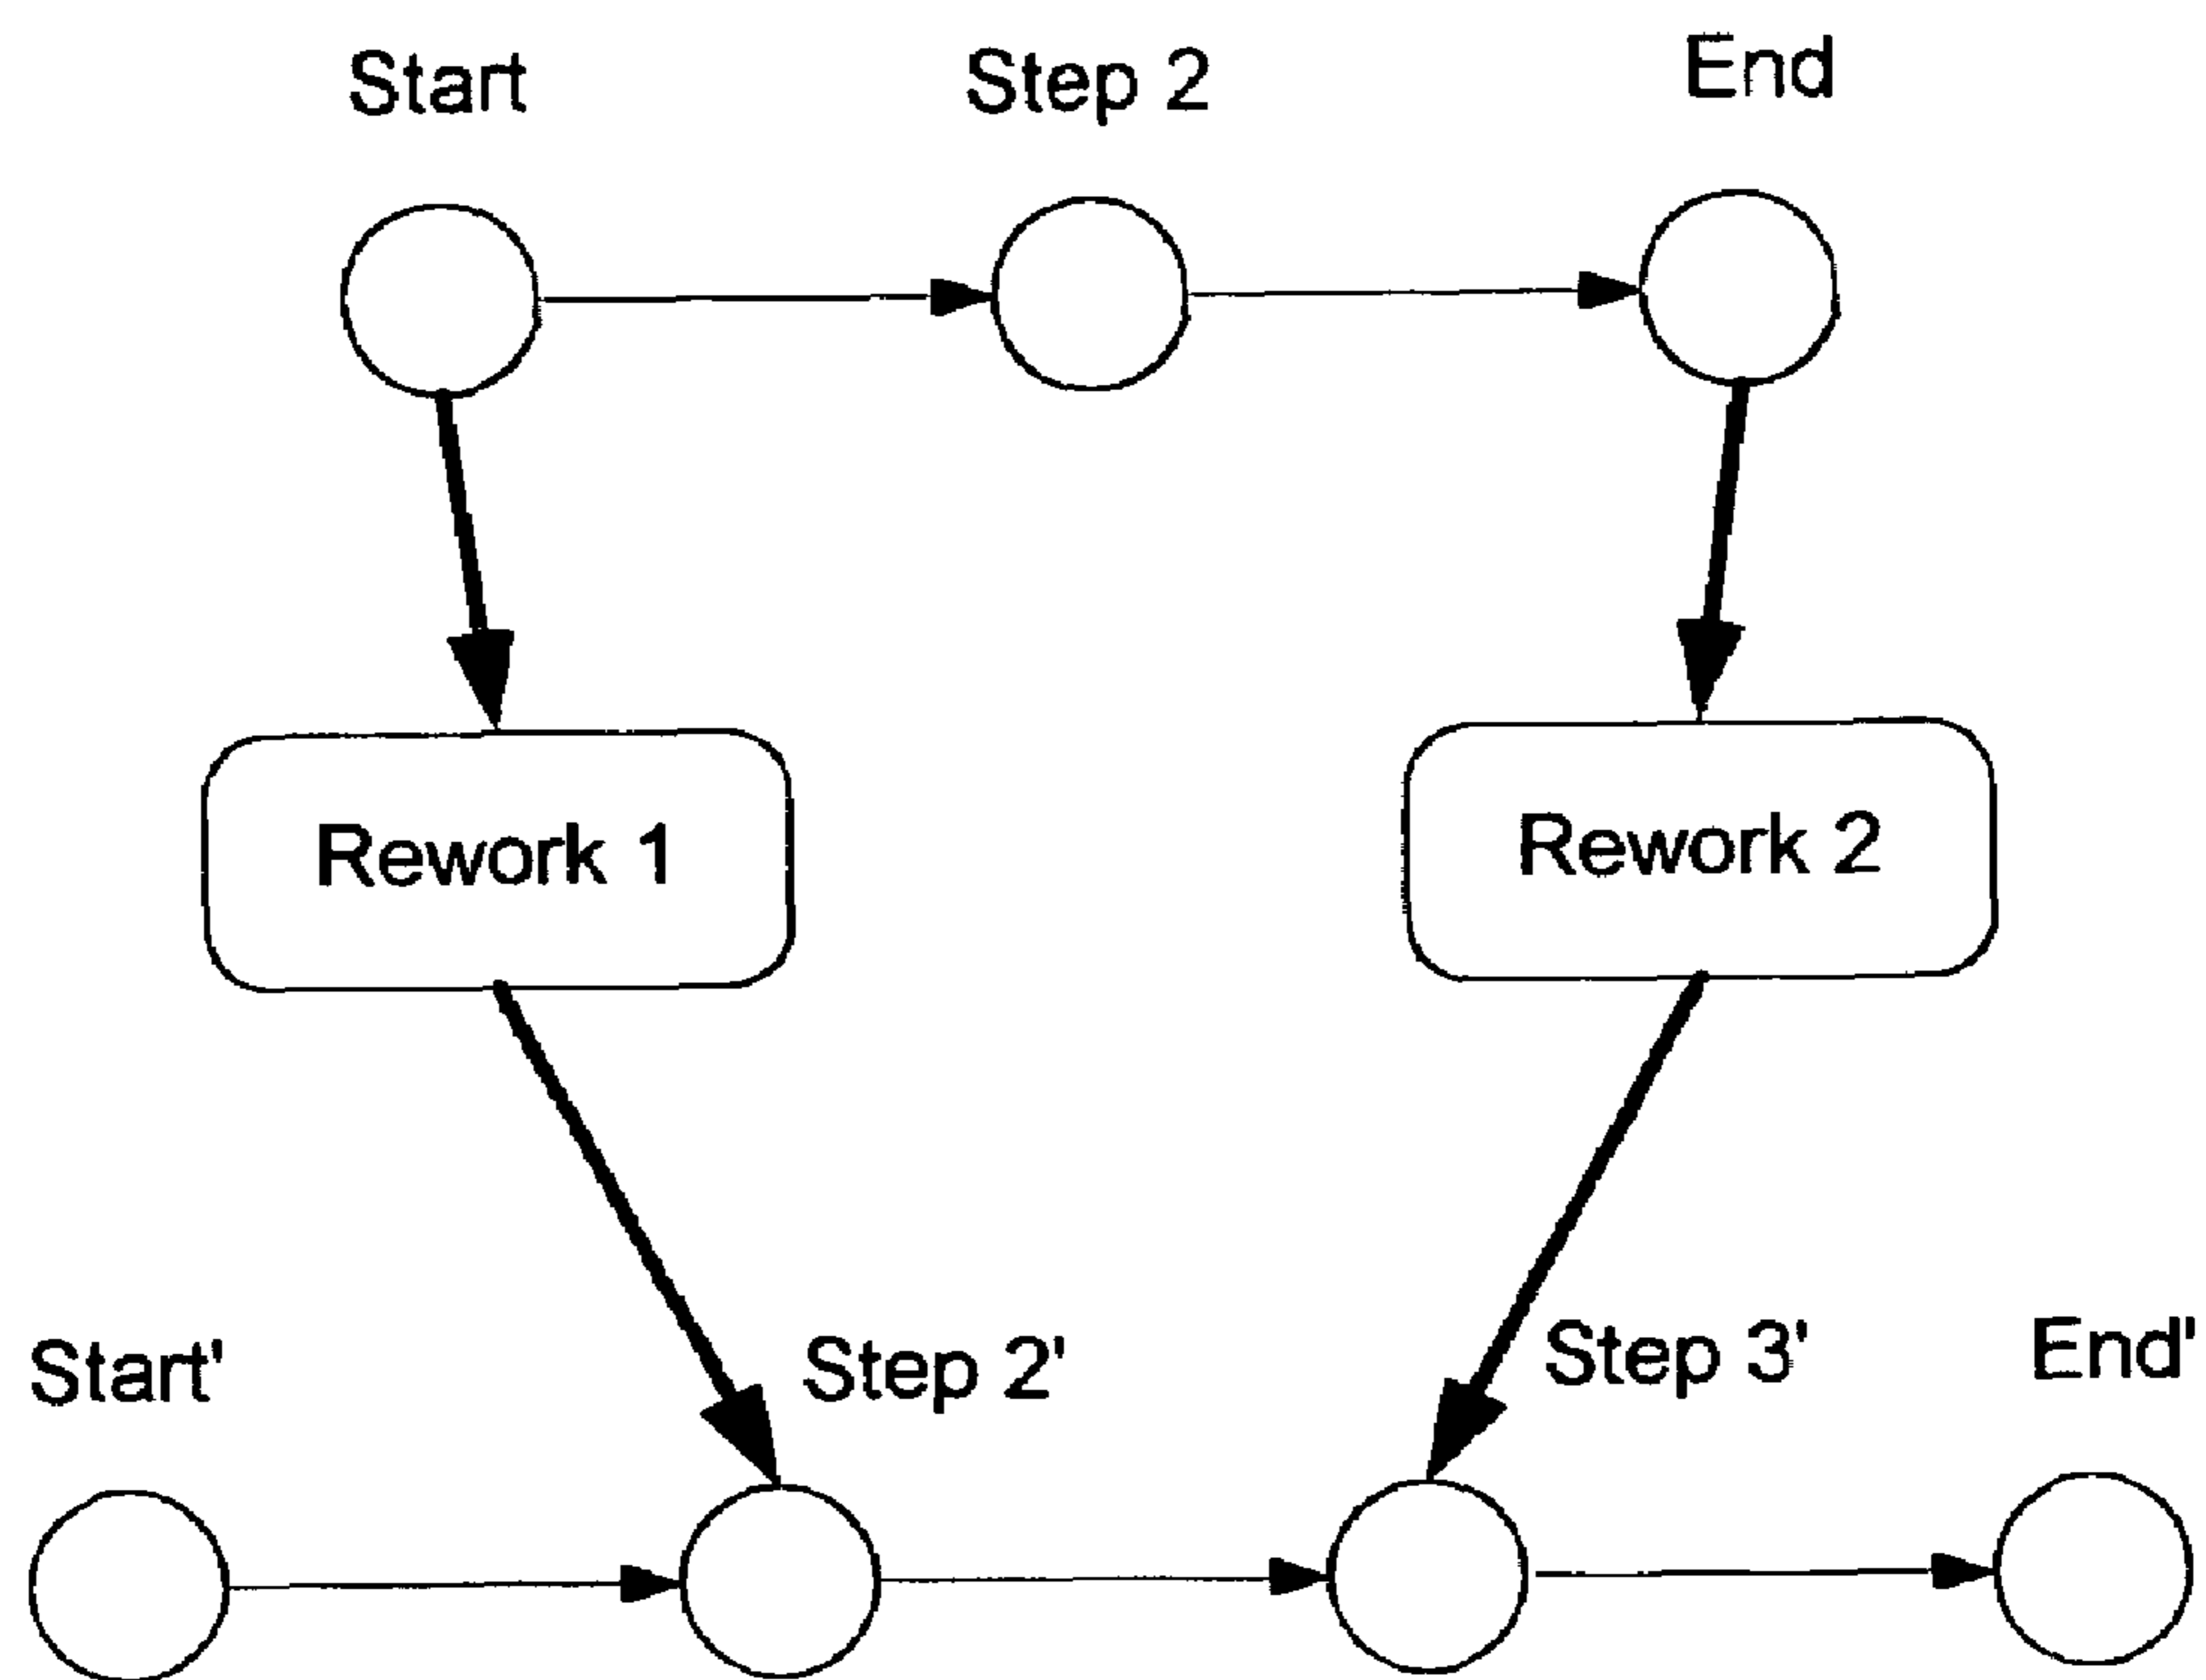 Start
Step 2
End
Rework 1
Rework 2
Start'
Step 2'
Step 3'
End'